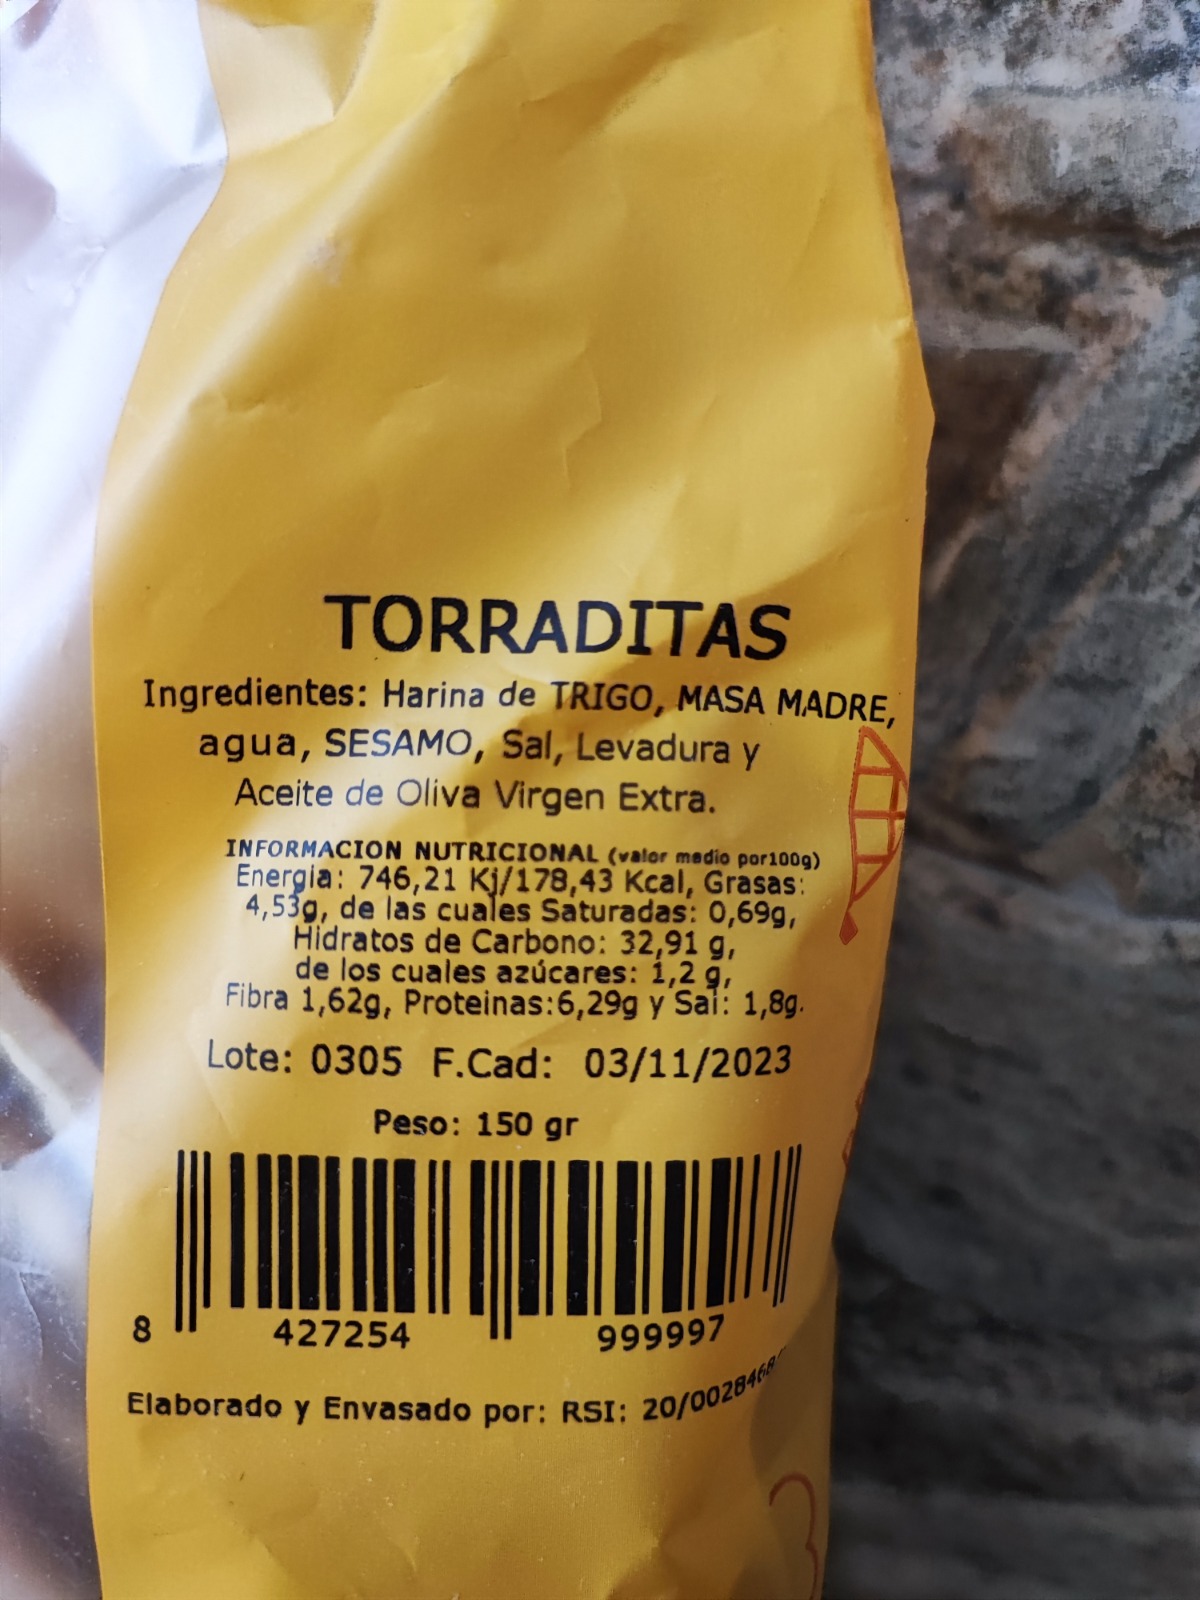 TORRADITAS
Ingredientes: Harina de TRIGO, MASA MADRE,
agua, SESAMO, Sal, Levadura y
Aceite de Oliva Virgen Extra.
INFORMACION NUTRICIONAL (valor medio por100g)
Energia: 746,21 Kj/178,43 Kcal, Grasas:
4,53g, de las cuales Saturadas: 0,69g,
Hidratos de Carbono: 32,91 g,
de los cuales azúcares: 1,2 g,
Fibra 1,62g, Proteinas:6,29g y Sal: 1,8g.
Lote: 0305 F.Cad: 03/11/2023
Peso: 150 gr
8 427254 999997
Elaborado y Envasado por: RSI: